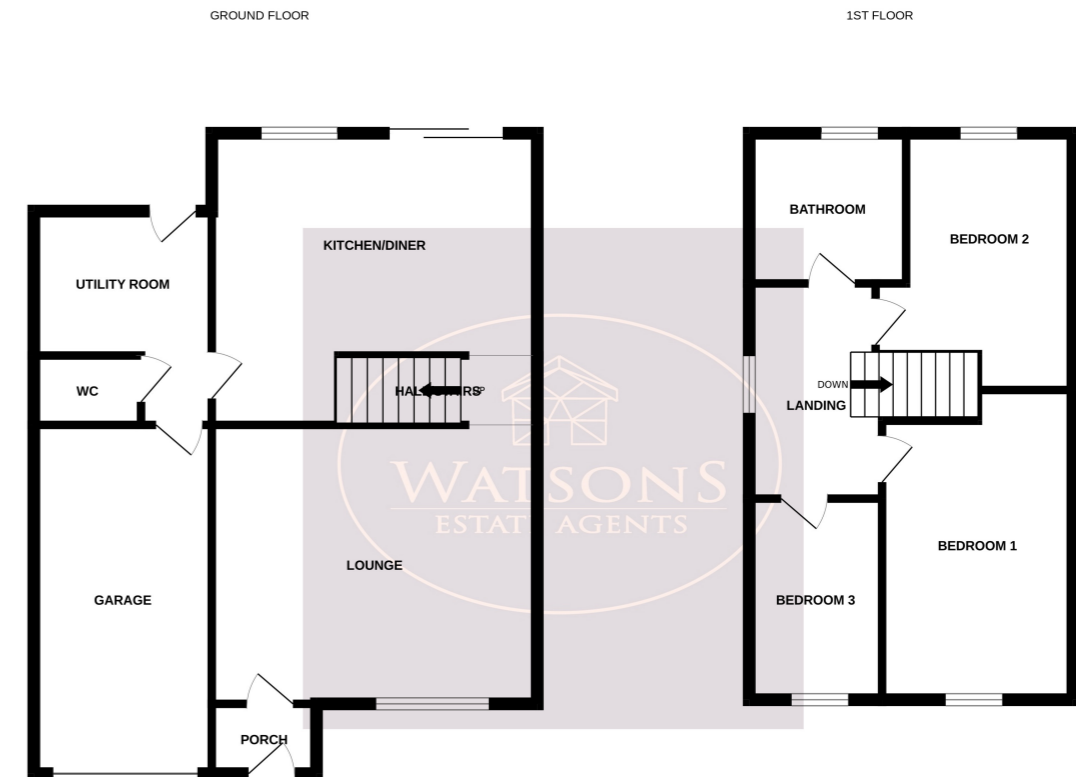 GROUND FLOOR
1ST FLOOR
KITCHEN/DINER
UTILITY ROOM
WC
UP
GARAGE
LOUNGE
PORCH
BATHROOM
BEDROOM 2
DOWN
LANDING
BEDROOM 1
BEDROOM 3
WATSONS
ESTATE AGENTS